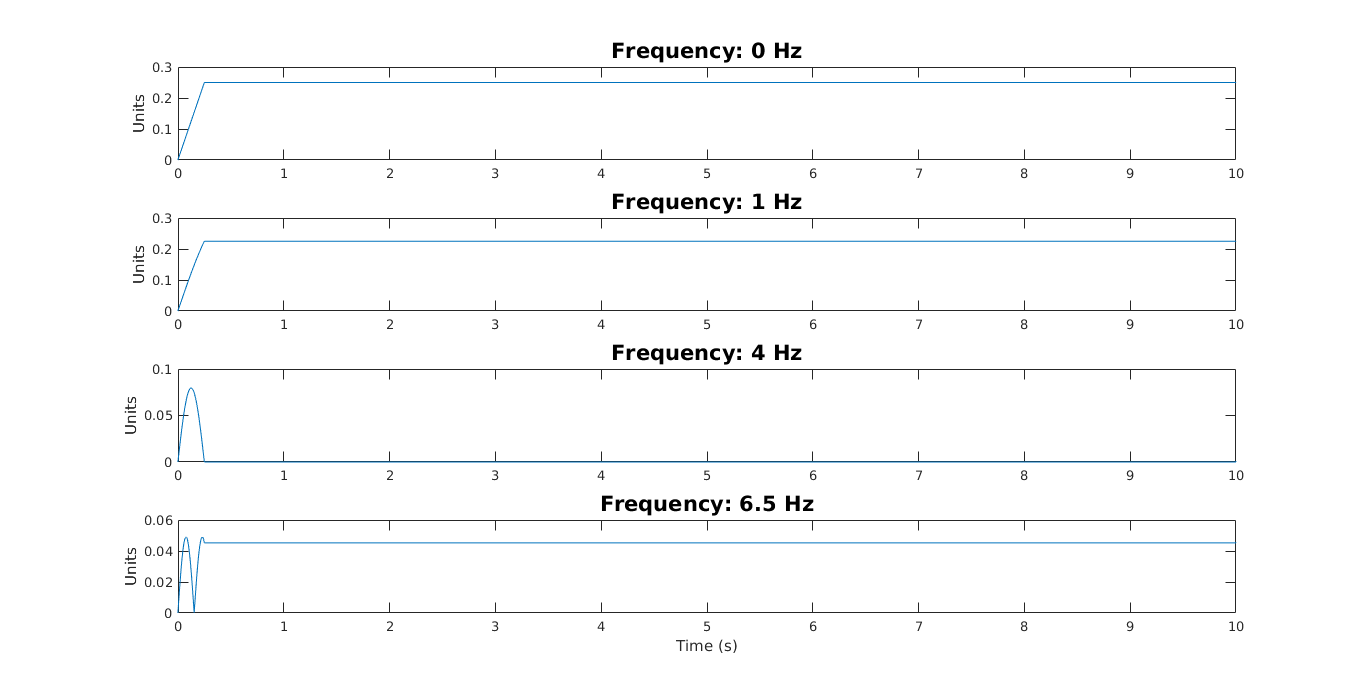 Frequency: 0 Hz
0.3
0.2
0.1
0
Units
0 1 2 3 4 5 6 7 8 9 10
Frequency: 1 Hz
0.3
0.2
0.1
0
Units
0 1 2 3 4 5 6 7 8 9 10
Frequency: 4 Hz
0.1
0.05
0
Units
0 1 2 3 4 5 6 7 8 9 10
Frequency: 6.5 Hz
0.06
0.04
0.02
0
Units
0 1 2 3 4 5 6 7 8 9 10
Time (s)